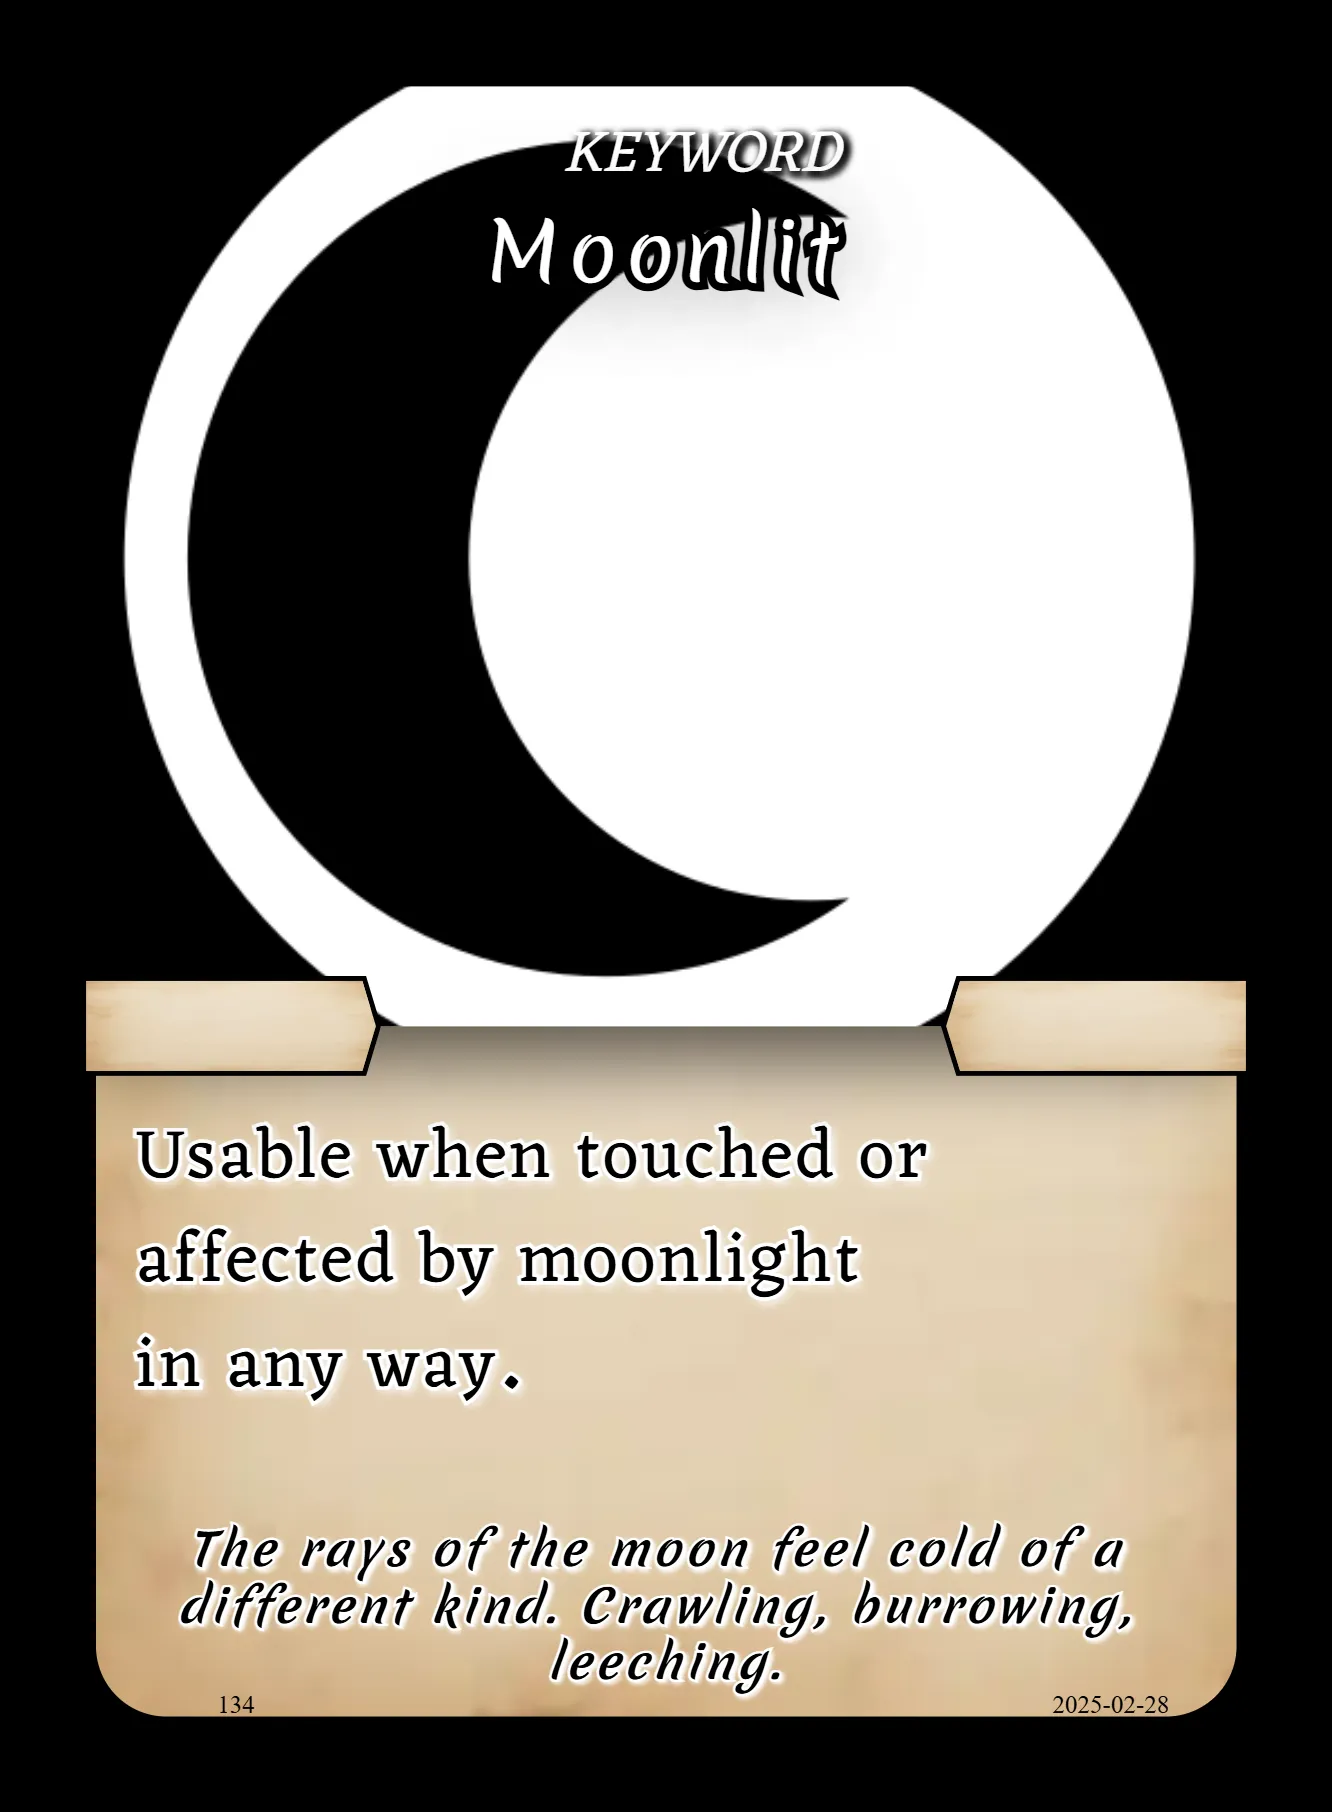 KEYWORD
Moonlit
Usable when touched or
affected by moonlight
in any way.
The rays of the moon feel cold of a
different kind. Crawling, burrowing,
leeching.
134
2025-02-28